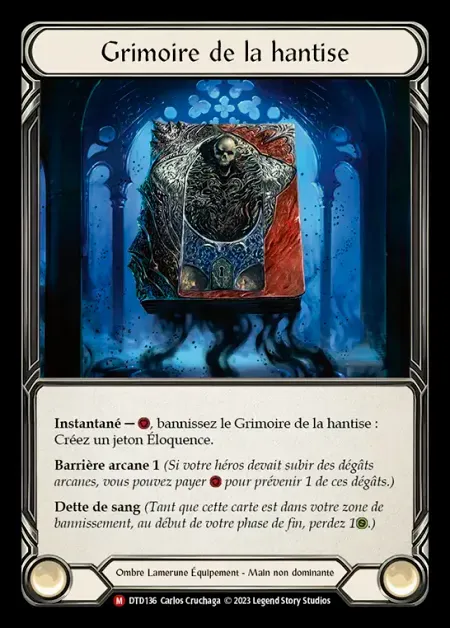 Grimoire de la hantise
Instantané — , bannissez le Grimoire de la hantise :
Créez un jeton Éloquence.
Barrière arcane 1 (Si votre héros devait subir des dégâts
arcanes, vous pouvez payer pour prévenir 1 de ces dégâts.)
Dette de sang (Tant que cette carte est dans votre zone de
bannissement, au début de votre phase de fin, perdez 1.)
Ombre Lamerune Équipement - Main non dominante
M DTD136 Carlos Cruchaga © 2023 Legend Story Studios